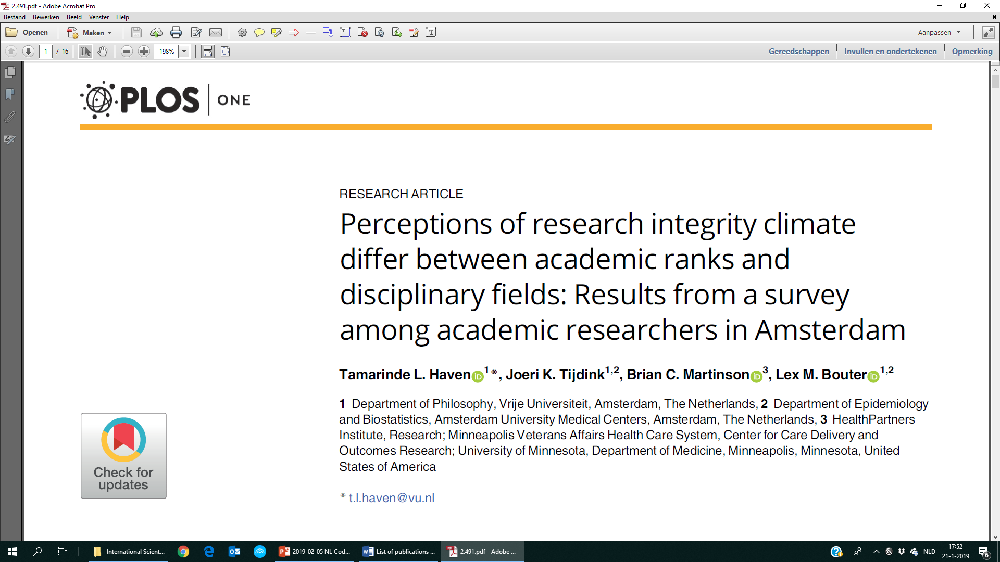 2.491.pdf - Adobe Acrobat Pro
Bestand Bewerken Beeld Venster Help
Openen Maken Aanpassen
1 / 16 198% Gereedschappen Invullen en ondertekenen Opmerking
PLOS ONE
RESEARCH ARTICLE
Perceptions of research integrity climate
differ between academic ranks and
disciplinary fields: Results from a survey
among academic researchers in Amsterdam
Tamarinde L. Haven iD 1*, Joeri K. Tijdink1,2, Brian C. Martinson iD 3, Lex M. Bouter iD 1,2
1 Department of Philosophy, Vrije Universiteit, Amsterdam, The Netherlands, 2 Department of Epidemiology
and Biostatistics, Amsterdam University Medical Centers, Amsterdam, The Netherlands, 3 HealthPartners
Institute, Research; Minneapolis Veterans Affairs Health Care System, Center for Care Delivery and
Outcomes Research; University of Minnesota, Department of Medicine, Minneapolis, Minnesota, United
States of America
* t.l.haven@vu.nl
Check for
updates
International Scient... 2019-02-05 NL Cod... List of publications ... 2.491.pdf - Adobe ... NLD 17:52
21-1-2019 6